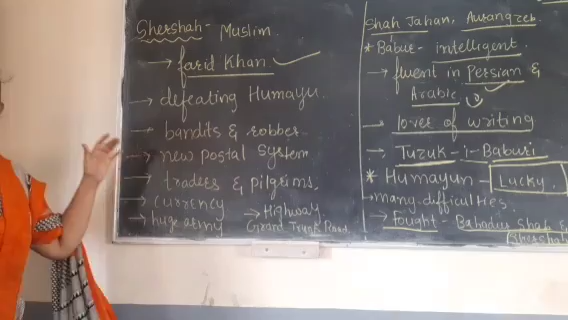 Shershah - Muslim.
→ farid Khan.
→ defeating Humayu.
→ bandits & robber
→ new postal system
→ traders & pilgrims.
→ currency
→ huge army
→ Highway.
Grand Trunk Road.
Shah Jahan, Aurangzeb.
* Babur - intelligent.
→ fluent in Persian &
Arabic.
→ lover of writing
→ Tuzuk-i-Baburi
* Humayun - Lucky.
→ many difficulties.
→ Fought - Bahadur Shah &
Shershah